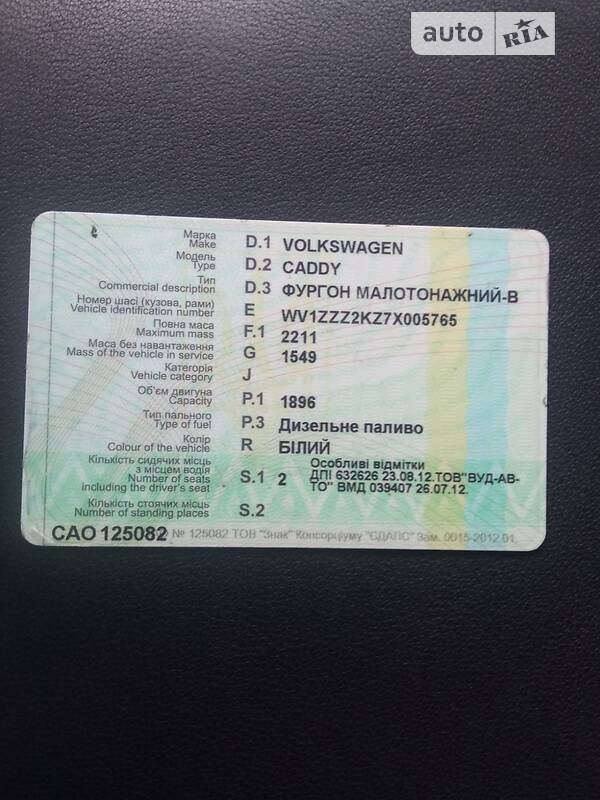 auto RIA
Марка
Make D.1 VOLKSWAGEN
Модель
Type D.2 CADDY
Тип
Commercial description D.3 ФУРГОН МАЛОТОНАЖНИЙ-В
Номер шасі (кузова, рами)
Vehicle identification number E WV1ZZZ2KZ7X005765
Повна маса
Maximum mass F.1 2211
Маса без навантаження
Mass of the vehicle in service G 1549
Категорія
Vehicle category J
Об'єм двигуна
Capacity P.1 1896
Тип пального
Type of fuel P.3 Дизельне паливо
Колір
Colour of the vehicle R БІЛИЙ
Кількість сидячих місць
з місцем водія
Number of seats
including the driver's seat S.1 2
Особливі відмітки
ДПІ 632626 23.08.12.ТОВ"ВУД-АВ-
ТО" ВМД 039407 26.07.12.
Кількість стоячих місць
Number of standing places S.2
САО 125082 № 125082 ТОВ "Знак" Консорціуму "ЄДАПС" Зам. 0015-2012.01